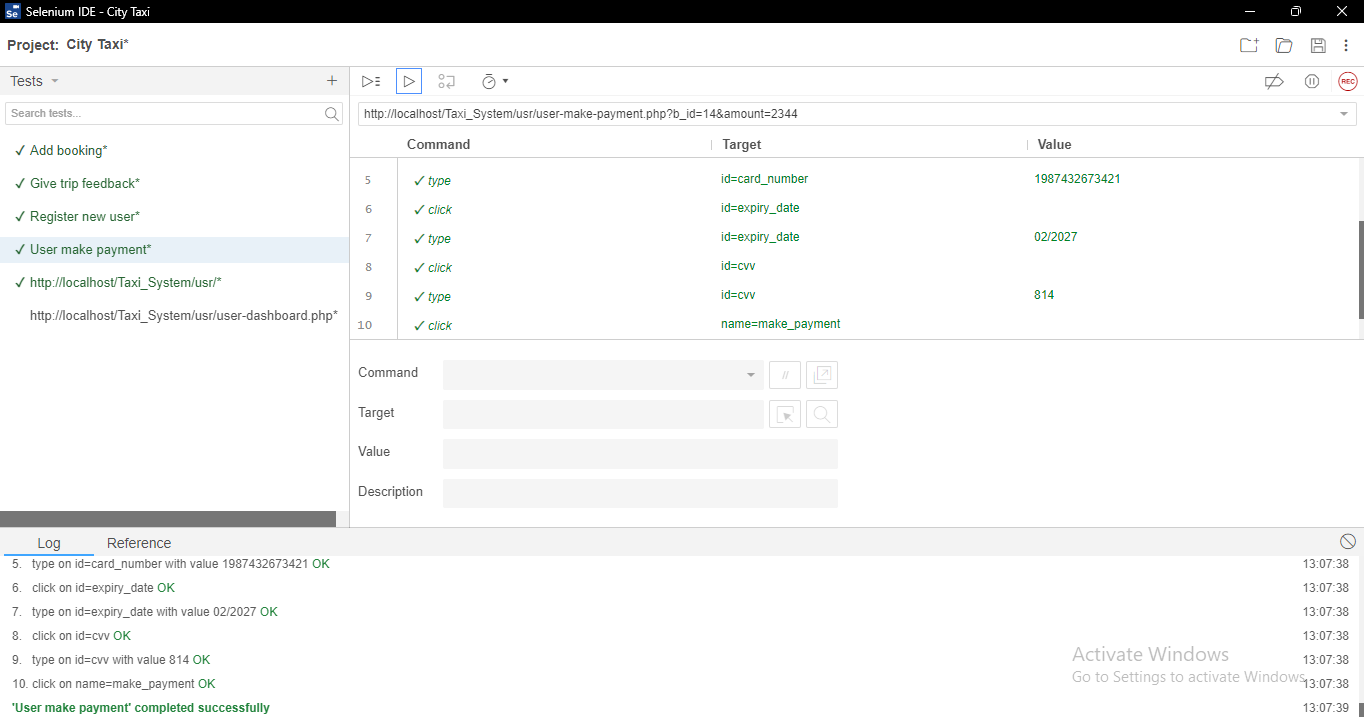 Se Selenium IDE - City Taxi
Project: City Taxi*
Tests
Search tests...
✓ Add booking*
✓ Give trip feedback*
✓ Register new user*
✓ User make payment*
✓ http://localhost/Taxi_System/usr/*
http://localhost/Taxi_System/usr/user-dashboard.php*
REC
http://localhost/Taxi_System/usr/user-make-payment.php?b_id=14&amount=2344
Command Target Value
5 ✓ type id=card_number 1987432673421
6 ✓ click id=expiry_date
7 ✓ type id=expiry_date 02/2027
8 ✓ click id=cvv
9 ✓ type id=cvv 814
10 ✓ click name=make_payment
Command //
Target
Value
Description
Log Reference
5. type on id=card_number with value 1987432673421 OK 13:07:38
6. click on id=expiry_date OK 13:07:38
7. type on id=expiry_date with value 02/2027 OK 13:07:38
8. click on id=cvv OK 13:07:38
9. type on id=cvv with value 814 OK 13:07:38
10. click on name=make_payment OK 13:07:38
'User make payment' completed successfully 13:07:39
Activate Windows
Go to Settings to activate Windows.